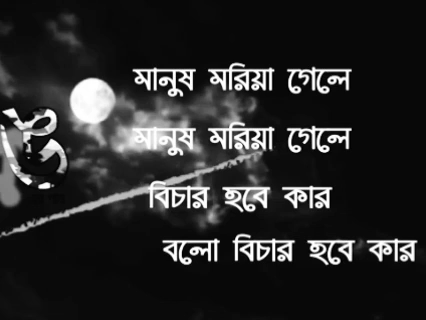 মানুষ মরিয়া গেলে
মানুষ মরিয়া গেলে
বিচার হবে কার
বলো বিচার হবে কার